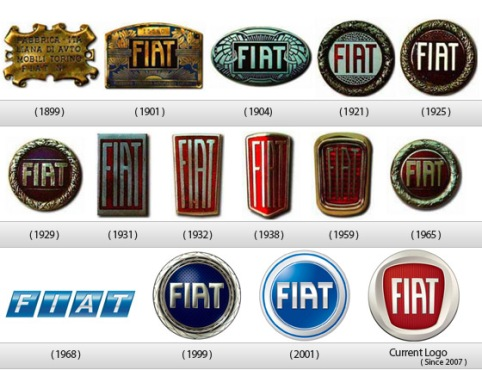 FABBRICA ITA
LIANA DI AVTO
MOBILI TORINO
FIAT
FIAT
FIAT
FIAT
(1899)
(1901)
(1904)
(1921)
(1925)
FIAT
FIAT
FIAT
FIAT
FIAT
FIAT
(1929)
(1931)
(1932)
(1938)
(1959)
(1965)
FIAT
FIAT
FIAT
FIAT
(1968)
(1999)
(2001)
Current Logo
(Since 2007)